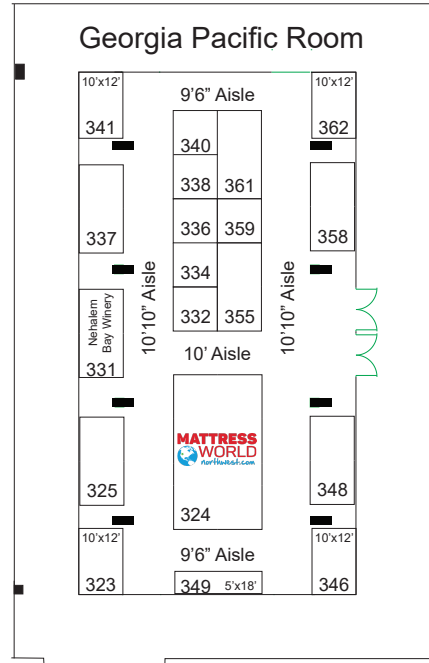 Georgia Pacific Room
10'x12'
341
9'6” Aisle
10'x12'
362
340
338
361
337
336
359
358
334
10'10” Aisle
10'10” Aisle
Nehalem
Bay Winery
331
332
355
10' Aisle
MATTRESS
WORLD
northwest.com
325
324
348
10'x12'
323
9'6” Aisle
349
5'x18'
10'x12'
346